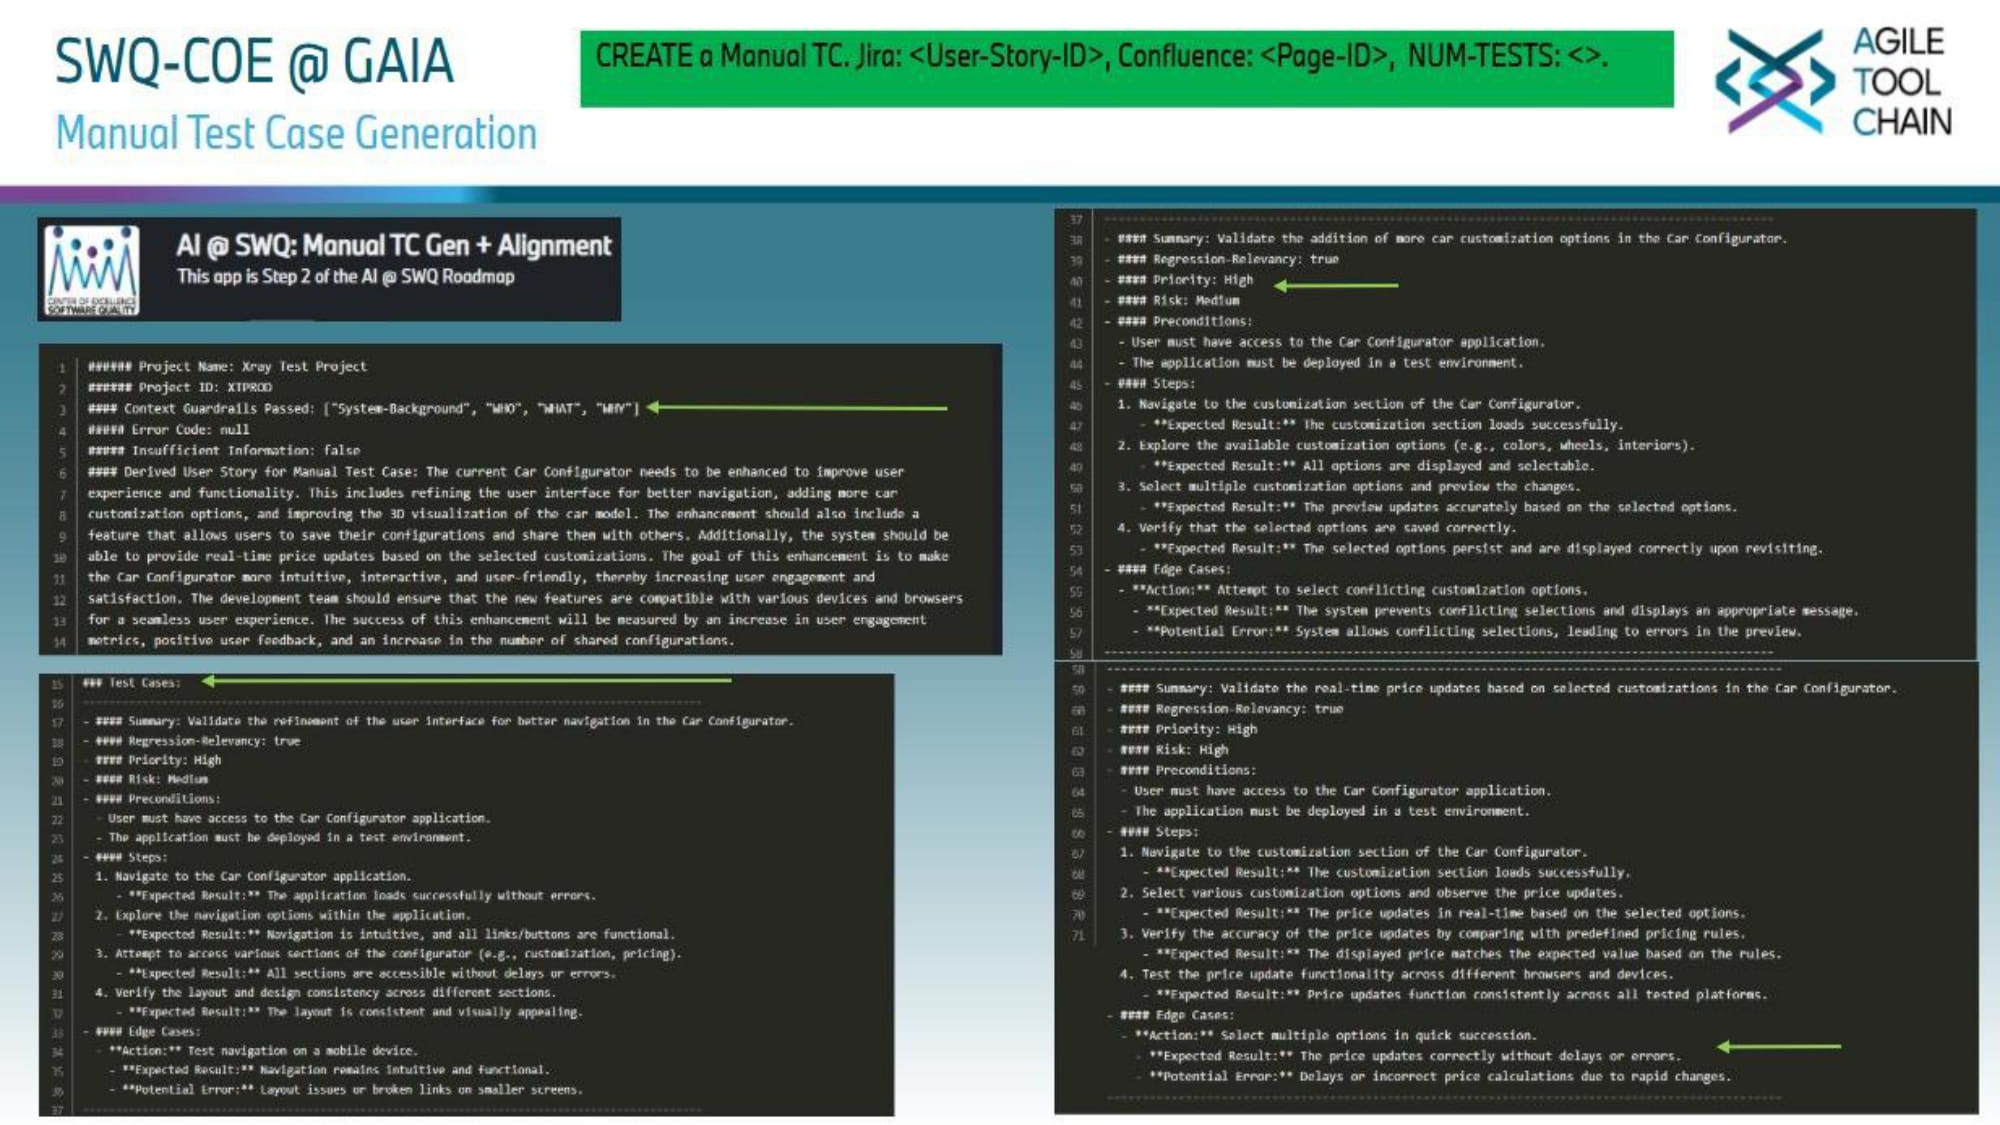 SWQ-COE @ GAIA
Manual Test Case Generation
CREATE a Manual TC. Jira: <User-Story-ID>, Confluence: <Page-ID>, NUM-TESTS: <>.
AGILE
TOOL
CHAIN
AI @ SWQ: Manual TC Gen + Alignment
This app is Step 2 of the AI @ SWQ Roadmap
CENTER OF EXCELLENCE
SOFTWARE QUALITY
1 ###### Project Name: Xray Test Project
2 ###### Project ID: XTPROD
3 #### Context Guardrails Passed: ["System-Background", "WHO", "WHAT", "WHY"]
4 ##### Error Code: null
5 ##### Insufficient Information: false
6 #### Derived User Story for Manual Test Case: The current Car Configurator needs to be enhanced to improve user
7 experience and functionality. This includes refining the user interface for better navigation, adding more car
8 customization options, and improving the 3D visualization of the car model. The enhancement should also include a
9 feature that allows users to save their configurations and share them with others. Additionally, the system should be
10 able to provide real-time price updates based on the selected customizations. The goal of this enhancement is to make
11 the Car Configurator more intuitive, interactive, and user-friendly, thereby increasing user engagement and
12 satisfaction. The development team should ensure that the new features are compatible with various devices and browsers
13 for a seamless user experience. The success of this enhancement will be measured by an increase in user engagement
14 metrics, positive user feedback, and an increase in the number of shared configurations.
15 ### Test Cases:
16 ------------------------------------------------------------
17 - #### Summary: Validate the refinement of the user interface for better navigation in the Car Configurator.
18 - #### Regression-Relevancy: true
19 - #### Priority: High
20 - #### Risk: Medium
21 - #### Preconditions:
22 - User must have access to the Car Configurator application.
23 - The application must be deployed in a test environment.
24 - #### Steps:
25 1. Navigate to the Car Configurator application.
26 - **Expected Result:** The application loads successfully without errors.
27 2. Explore the navigation options within the application.
28 - **Expected Result:** Navigation is intuitive, and all links/buttons are functional.
29 3. Attempt to access various sections of the configurator (e.g., customization, pricing).
30 - **Expected Result:** All sections are accessible without delays or errors.
31 4. Verify the layout and design consistency across different sections.
32 - **Expected Result:** The layout is consistent and visually appealing.
33 - #### Edge Cases:
34 - **Action:** Test navigation on a mobile device.
35 - **Expected Result:** Navigation remains intuitive and functional.
36 - **Potential Error:** Layout issues or broken links on smaller screens.
37 ------------------------------------------------------------
37 ------------------------------------------------------------
38 - #### Summary: Validate the addition of more car customization options in the Car Configurator.
39 - #### Regression-Relevancy: true
40 - #### Priority: High
41 - #### Risk: Medium
42 - #### Preconditions:
43 - User must have access to the Car Configurator application.
44 - The application must be deployed in a test environment.
45 - #### Steps:
46 1. Navigate to the customization section of the Car Configurator.
47 - **Expected Result:** The customization section loads successfully.
48 2. Explore the available customization options (e.g., colors, wheels, interiors).
49 - **Expected Result:** All options are displayed and selectable.
50 3. Select multiple customization options and preview the changes.
51 - **Expected Result:** The preview updates accurately based on the selected options.
52 4. Verify that the selected options are saved correctly.
53 - **Expected Result:** The selected options persist and are displayed correctly upon revisiting.
54 - #### Edge Cases:
55 - **Action:** Attempt to select conflicting customization options.
56 - **Expected Result:** The system prevents conflicting selections and displays an appropriate message.
57 - **Potential Error:** System allows conflicting selections, leading to errors in the preview.
58 ------------------------------------------------------------
58 ------------------------------------------------------------
59 - #### Summary: Validate the real-time price updates based on selected customizations in the Car Configurator.
60 - #### Regression-Relevancy: true
61 - #### Priority: High
62 - #### Risk: High
63 - #### Preconditions:
64 - User must have access to the Car Configurator application.
65 - The application must be deployed in a test environment.
66 - #### Steps:
67 1. Navigate to the customization section of the Car Configurator.
68 - **Expected Result:** The customization section loads successfully.
69 2. Select various customization options and observe the price updates.
70 - **Expected Result:** The price updates in real-time based on the selected options.
71 3. Verify the accuracy of the price updates by comparing with predefined pricing rules.
- **Expected Result:** The displayed price matches the expected value based on the rules.
4. Test the price update functionality across different browsers and devices.
- **Expected Result:** Price updates function consistently across all tested platforms.
- #### Edge Cases:
- **Action:** Select multiple options in quick succession.
- **Expected Result:** The price updates correctly without delays or errors.
- **Potential Error:** Delays or incorrect price calculations due to rapid changes.
------------------------------------------------------------